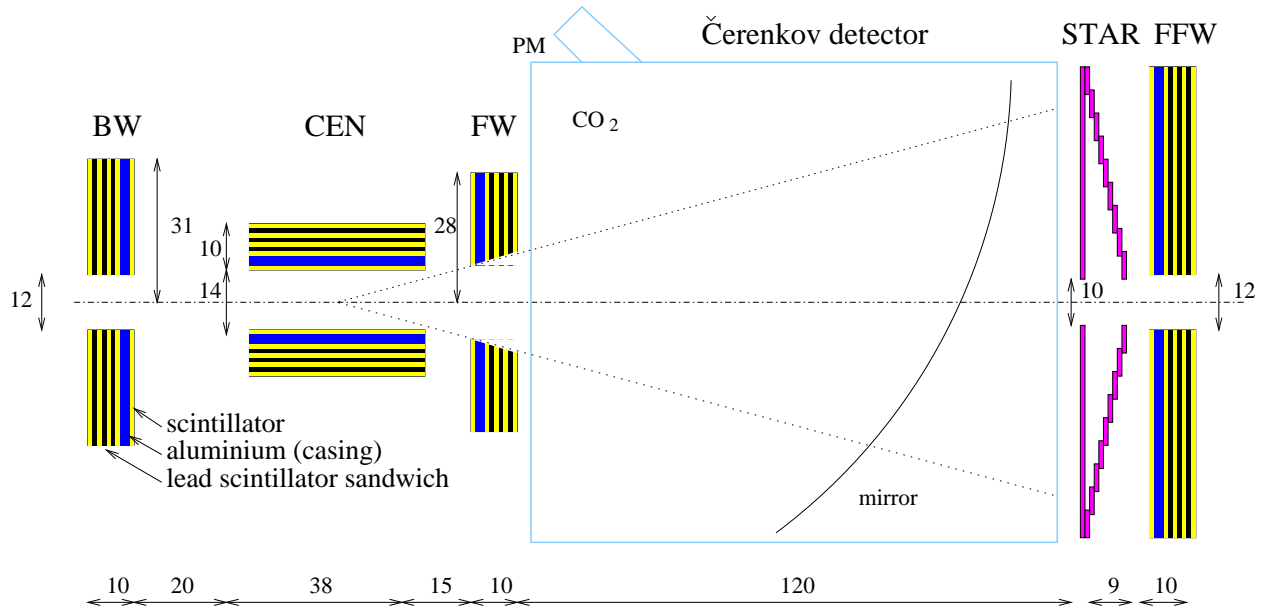 PM
Čerenkov detector
STAR FFW
BW
CEN
FW
CO 2
31
10
28
12
14
10
12
scintillator
aluminium (casing)
lead scintillator sandwich
mirror
10
20
38
15
10
120
9
10